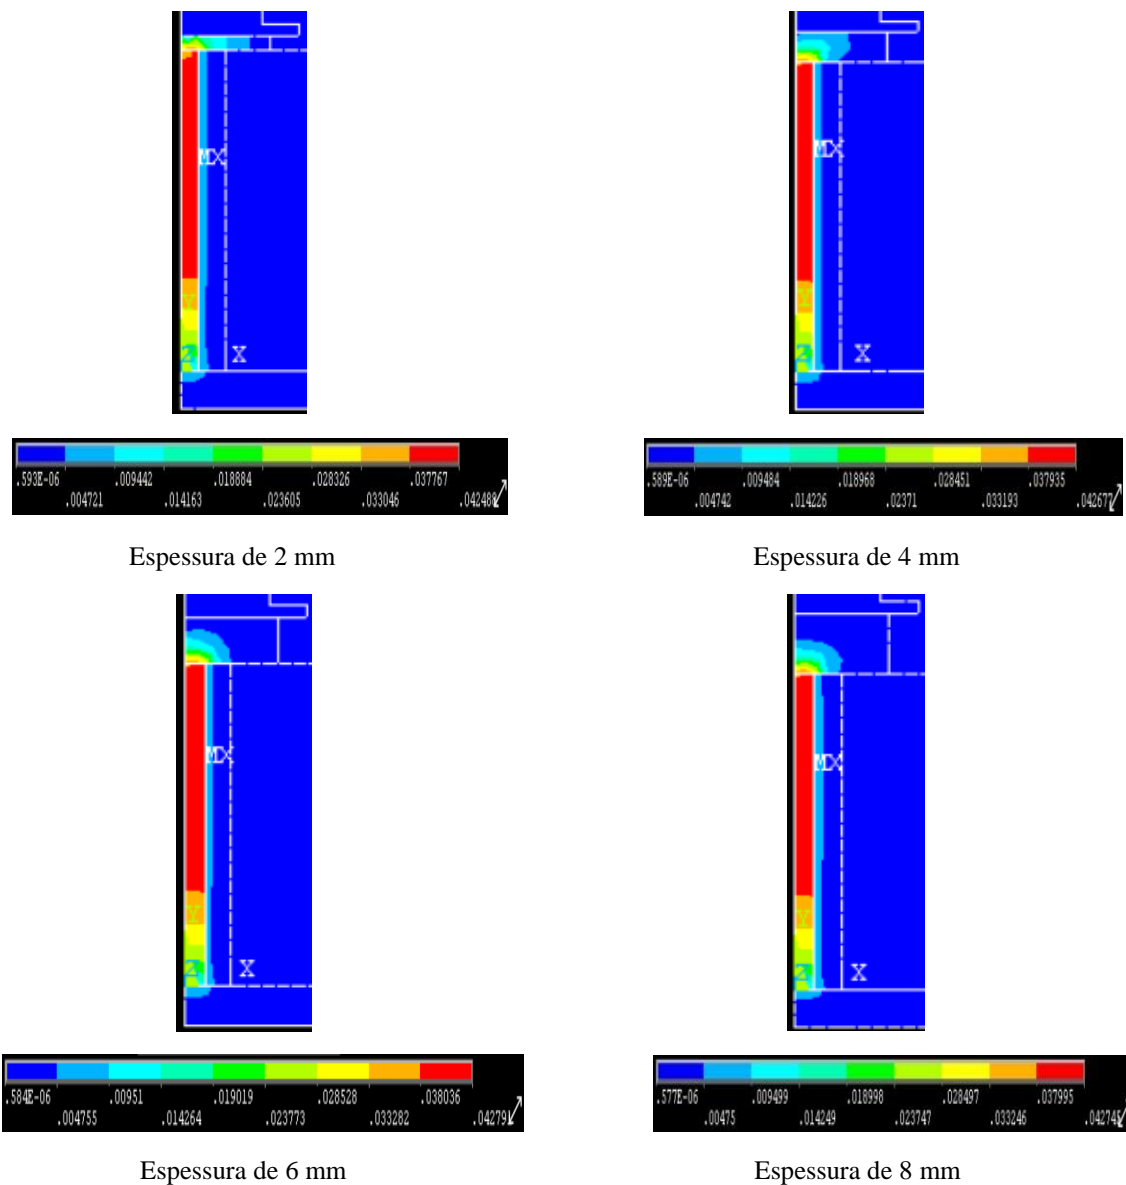 MX
MX
Y
Y
Z X
Z X
.593E-06 .009442 .018884 .028326 .037767
.004721 .014163 .023605 .033046 .042488
.589E-06 .009484 .018968 .028451 .037935
.004742 .014226 .02371 .033193 .042677
Espessura de 2 mm
Espessura de 4 mm
MX
MX
Y
Y
Z X
Z X
.584E-06 .00951 .019019 .028528 .038036
.004755 .014264 .023773 .033282 .042791
.577E-06 .009499 .018998 .028497 .037995
.00475 .014249 .023747 .033246 .042745
Espessura de 6 mm
Espessura de 8 mm